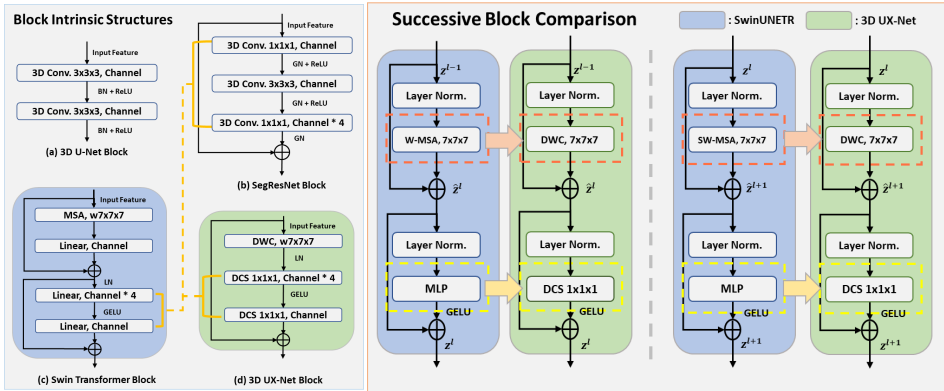 Block Intrinsic Structures
Input Feature
3D Conv. 3x3x3, Channel
BN + ReLU
3D Conv. 3x3x3, Channel
BN + ReLU
(a) 3D U-Net Block
Input Feature
3D Conv. 1x1x1, Channel
GN + ReLU
3D Conv. 3x3x3, Channel
GN + ReLU
3D Conv. 1x1x1, Channel * 4
GN
(b) SegResNet Block
Input Feature
MSA, w7x7x7
Linear, Channel
LN
Linear, Channel * 4
GELU
Linear, Channel
(c) Swin Transformer Block
Input Feature
DWC, w7x7x7
LN
DCS 1x1x1, Channel * 4
GELU
DCS 1x1x1, Channel
(d) 3D UX-Net Block
Successive Block Comparison
: SwinUNETR
: 3D UX-Net
z^{l-1}
Layer Norm.
W-MSA, 7x7x7
ẑ^l
Layer Norm.
MLP
GELU
z^l
z^{l-1}
Layer Norm.
DWC, 7x7x7
ẑ^l
Layer Norm.
DCS 1x1x1
GELU
z^l
z^l
Layer Norm.
SW-MSA, 7x7x7
ẑ^{l+1}
Layer Norm.
MLP
GELU
z^{l+1}
z^l
Layer Norm.
DWC, 7x7x7
ẑ^{l+1}
Layer Norm.
DCS 1x1x1
GELU
z^{l+1}